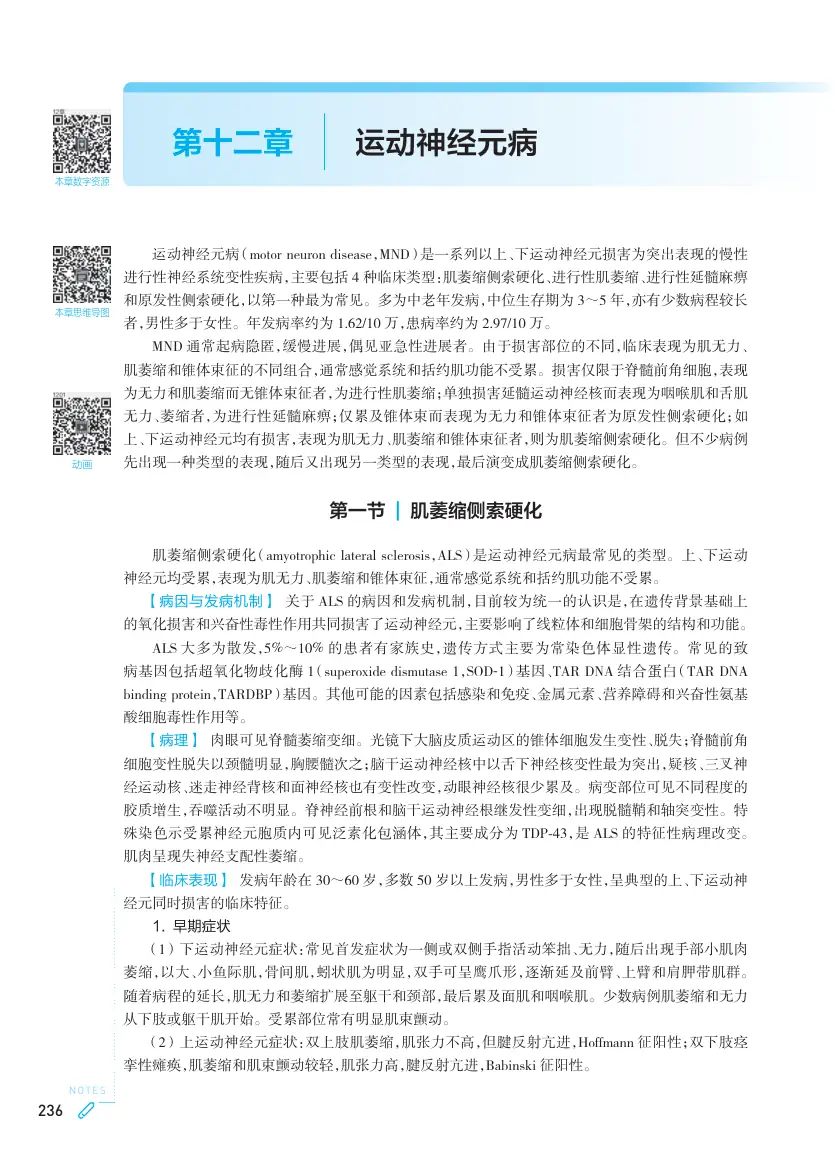 12章
本章数字资源
第十二章
运动神经元病
本章思维导图
1201
动画
运动神经元病(motor neuron disease,MND)是一系列以上、下运动神经元损害为突出表现的慢性
进行性神经系统变性疾病,主要包括 4 种临床类型:肌萎缩侧索硬化、进行性肌萎缩、进行性延髓麻痹
和原发性侧索硬化,以第一种最为常见。多为中老年发病,中位生存期为 3～5 年,亦有少数病程较长
者,男性多于女性。年发病率约为 1.62/10 万,患病率约为 2.97/10 万。
MND 通常起病隐匿,缓慢进展,偶见亚急性进展者。由于损害部位的不同,临床表现为肌无力、
肌萎缩和锥体束征的不同组合,通常感觉系统和括约肌功能不受累。损害仅限于脊髓前角细胞,表现
为无力和肌萎缩而无锥体束征者,为进行性肌萎缩;单独损害延髓运动神经核而表现为咽喉肌和舌肌
无力、萎缩者,为进行性延髓麻痹;仅累及锥体束而表现为无力和锥体束征者为原发性侧索硬化;如
上、下运动神经元均有损害,表现为肌无力、肌萎缩和锥体束征者,则为肌萎缩侧索硬化。但不少病例
先出现一种类型的表现,随后又出现另一类型的表现,最后演变成肌萎缩侧索硬化。
第一节 | 肌萎缩侧索硬化
肌萎缩侧索硬化(amyotrophic lateral sclerosis,ALS)是运动神经元病最常见的类型。上、下运动
神经元均受累,表现为肌无力、肌萎缩和锥体束征,通常感觉系统和括约肌功能不受累。
【病因与发病机制】 关于 ALS 的病因和发病机制,目前较为统一的认识是,在遗传背景基础上
的氧化损害和兴奋性毒性作用共同损害了运动神经元,主要影响了线粒体和细胞骨架的结构和功能。
ALS 大多为散发,5%～10% 的患者有家族史,遗传方式主要为常染色体显性遗传。常见的致
病基因包括超氧化物歧化酶 1(superoxide dismutase 1,SOD-1)基因、TAR DNA 结合蛋白(TAR DNA
binding protein,TARDBP)基因。其他可能的因素包括感染和免疫、金属元素、营养障碍和兴奋性氨基
酸细胞毒性作用等。
【病理】 肉眼可见脊髓萎缩变细。光镜下大脑皮质运动区的锥体细胞发生变性、脱失;脊髓前角
细胞变性脱失以颈髓明显,胸腰髓次之;脑干运动神经核中以舌下神经核变性最为突出,疑核、三叉神
经运动核、迷走神经背核和面神经核也有变性改变,动眼神经核很少累及。病变部位可见不同程度的
胶质增生,吞噬活动不明显。脊神经前根和脑干运动神经根继发性变细,出现脱髓鞘和轴突变性。特
殊染色示受累神经元胞质内可见泛素化包涵体,其主要成分为 TDP-43,是 ALS 的特征性病理改变。
肌肉呈现失神经支配性萎缩。
【临床表现】 发病年龄在 30～60 岁,多数 50 岁以上发病,男性多于女性,呈典型的上、下运动神
经元同时损害的临床特征。
1. 早期症状
(1)下运动神经元症状:常见首发症状为一侧或双侧手指活动笨拙、无力,随后出现手部小肌肉
萎缩,以大、小鱼际肌,骨间肌,蚓状肌为明显,双手可呈鹰爪形,逐渐延及前臂、上臂和肩胛带肌群。
随着病程的延长,肌无力和萎缩扩展至躯干和颈部,最后累及面肌和咽喉肌。少数病例肌萎缩和无力
从下肢或躯干肌开始。受累部位常有明显肌束颤动。
(2)上运动神经元症状:双上肢肌萎缩,肌张力不高,但腱反射亢进,Hoffmann 征阳性;双下肢痉
挛性瘫痪,肌萎缩和肌束颤动较轻,肌张力高,腱反射亢进,Babinski 征阳性。
NOTES
236